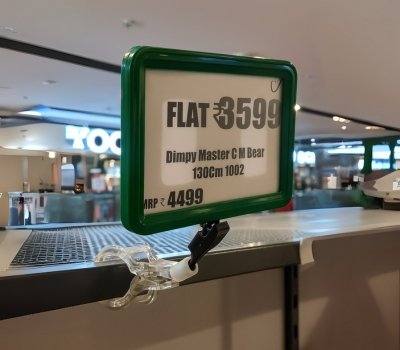 FLAT ₹3599
Dimpy Master C M Bear
130Cm 1002
MRP ₹ 4499